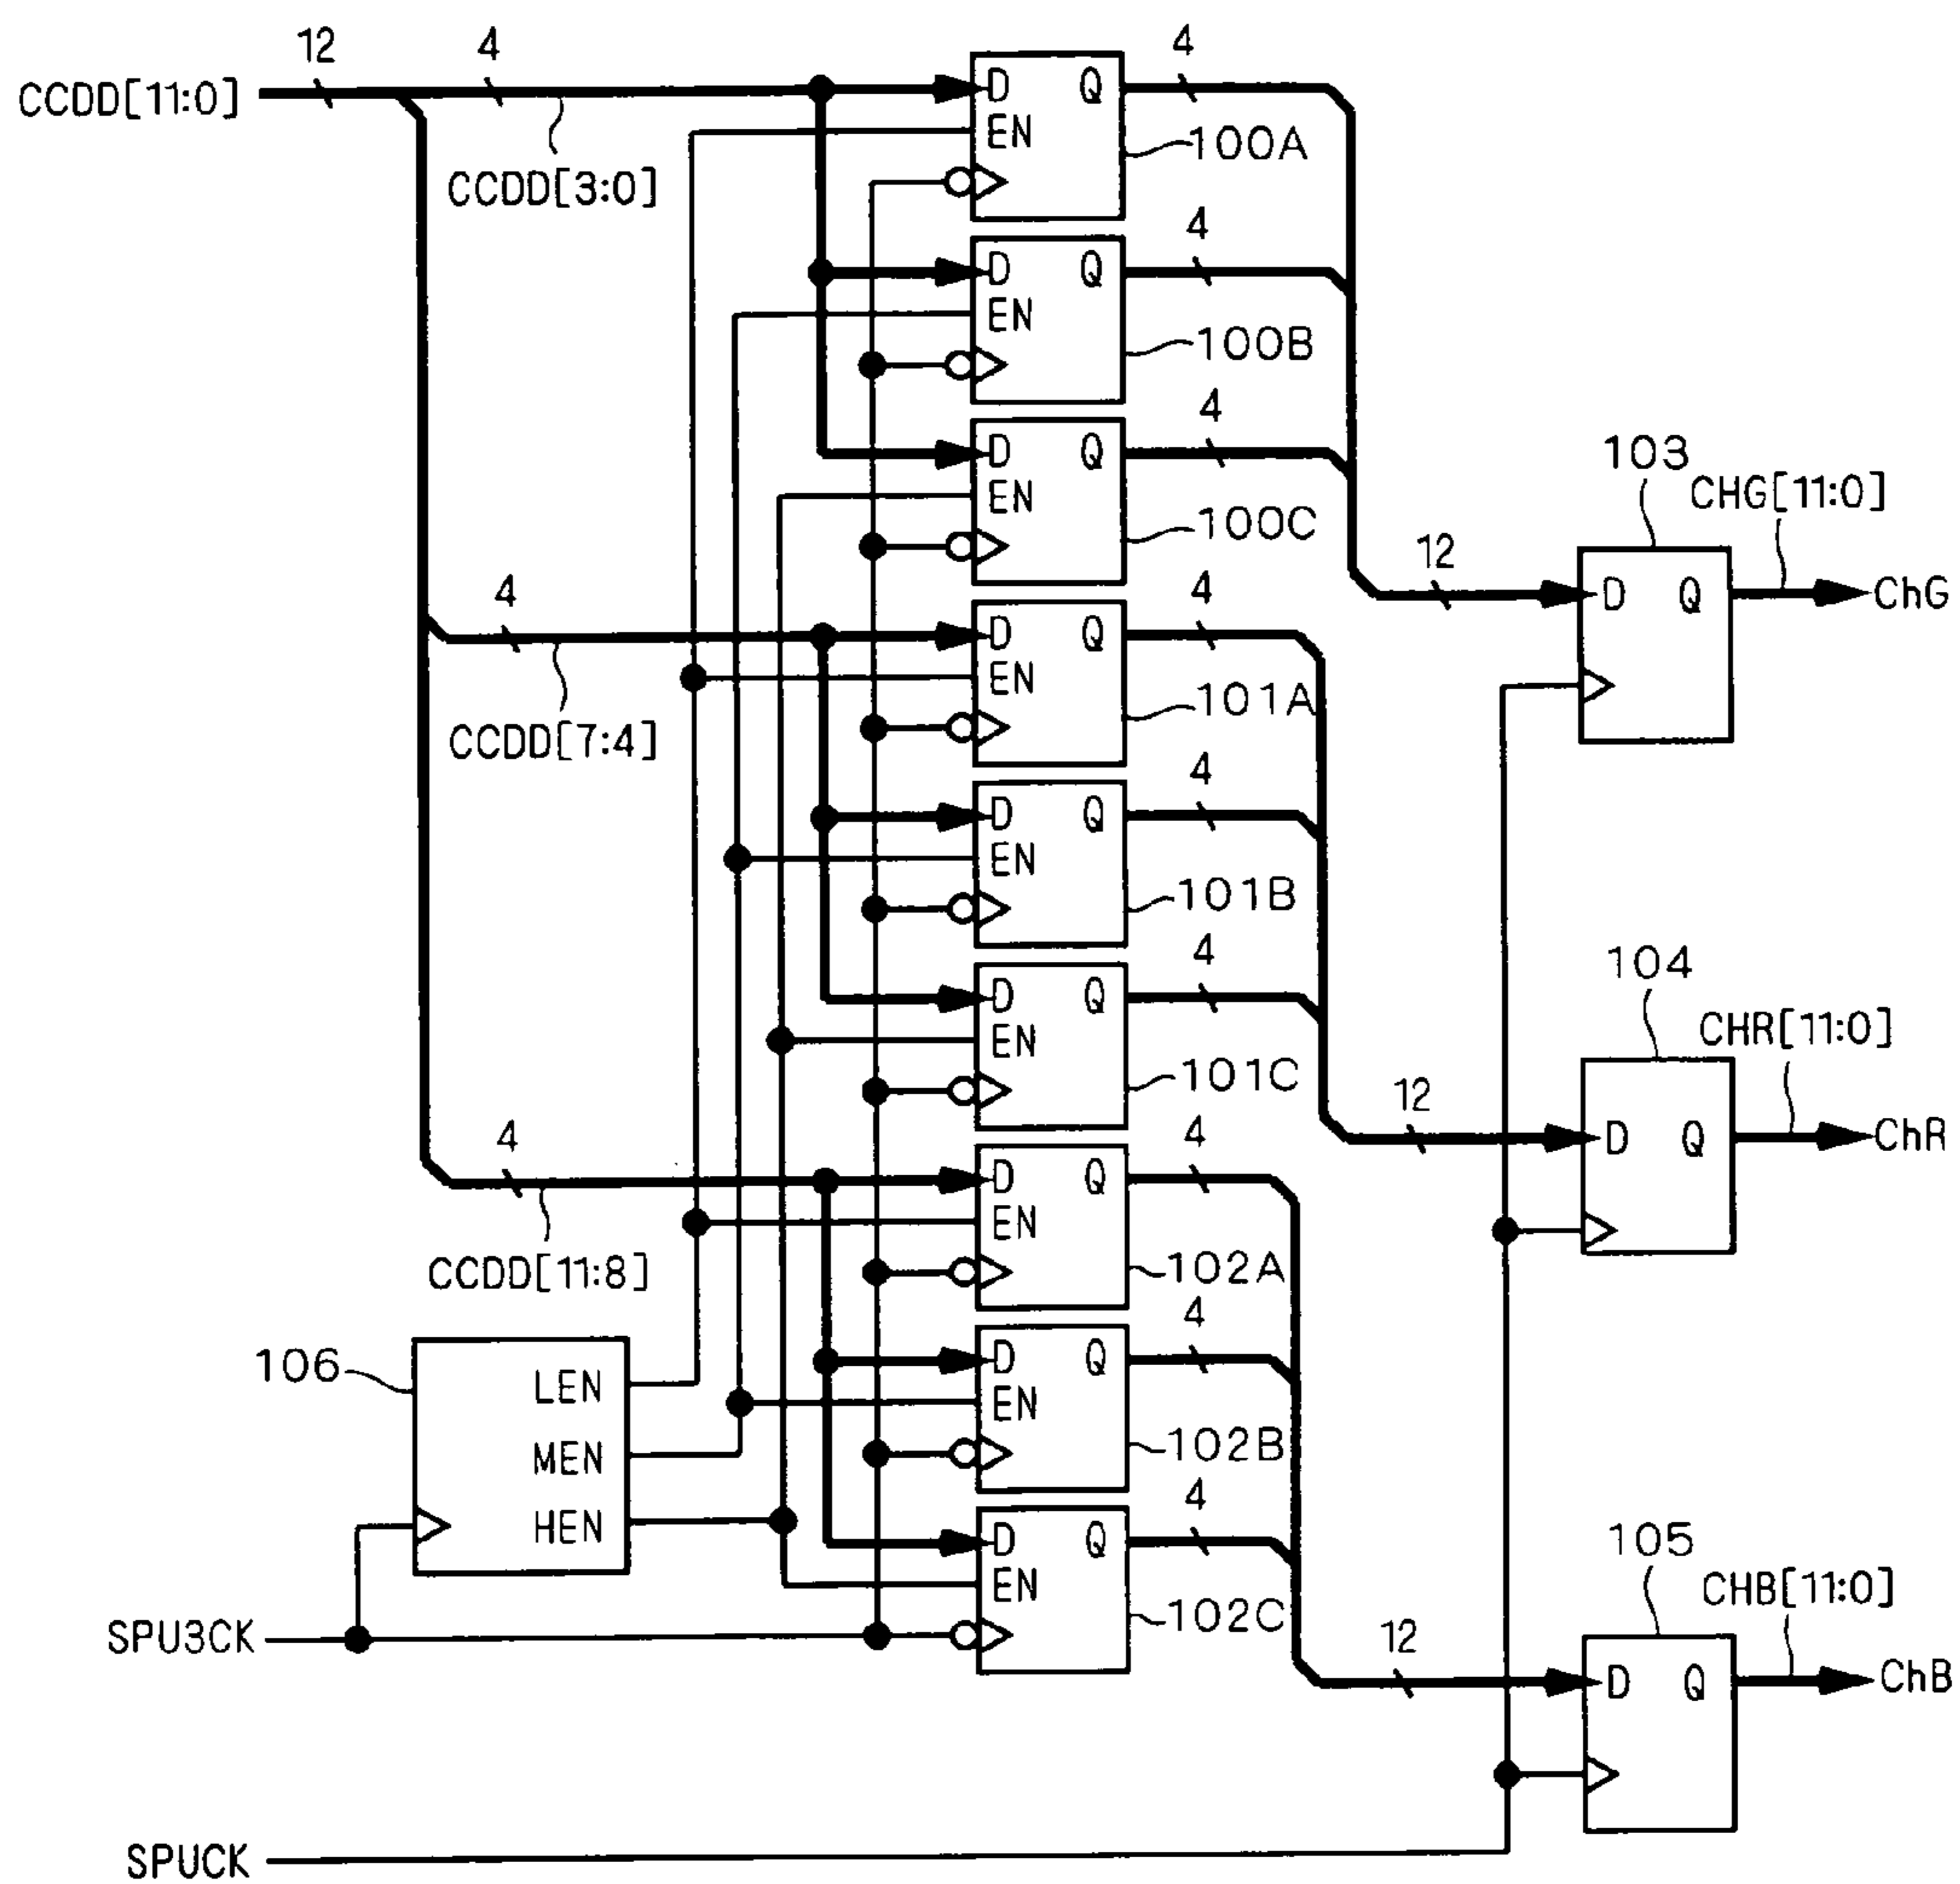 CCDD[11:0]
12
4
CCDD[3:0]
D Q
EN
4
100A
D Q
EN
4
100B
D Q
EN
4
100C
4
CCDD[7:4]
D Q
EN
4
101A
D Q
EN
4
101B
D Q
EN
4
101C
4
CCDD[11:8]
D Q
EN
4
102A
D Q
EN
4
102B
D Q
EN
4
102C
106
LEN
MEN
HEN
SPU3CK
SPUCK
12
103
D Q
CHG[11:0]
ChG
12
104
D Q
CHR[11:0]
ChR
12
105
D Q
CHB[11:0]
ChB